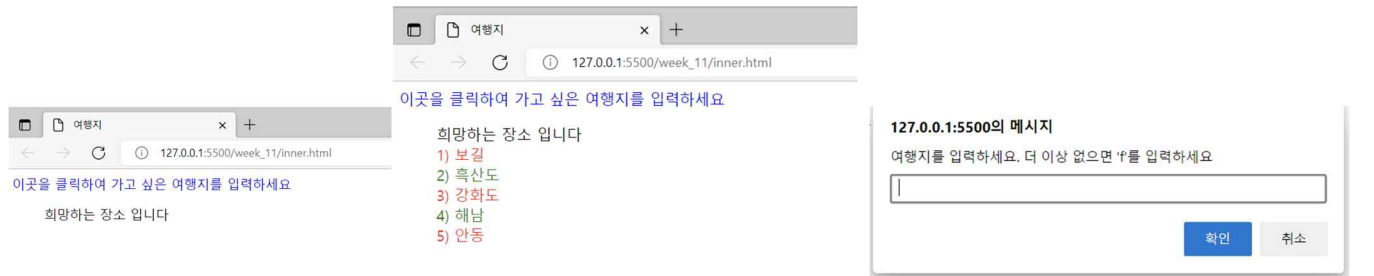 여행지
127.0.0.1:5500/week_11/inner.html
이곳을 클릭하여 가고 싶은 여행지를 입력하세요
희망하는 장소 입니다
여행지
127.0.0.1:5500/week_11/inner.html
이곳을 클릭하여 가고 싶은 여행지를 입력하세요
희망하는 장소 입니다
1) 보길
2) 흑산도
3) 강화도
4) 해남
5) 안동
127.0.0.1:5500의 메시지
여행지를 입력하세요. 더 이상 없으면 'f'를 입력하세요
확인
취소